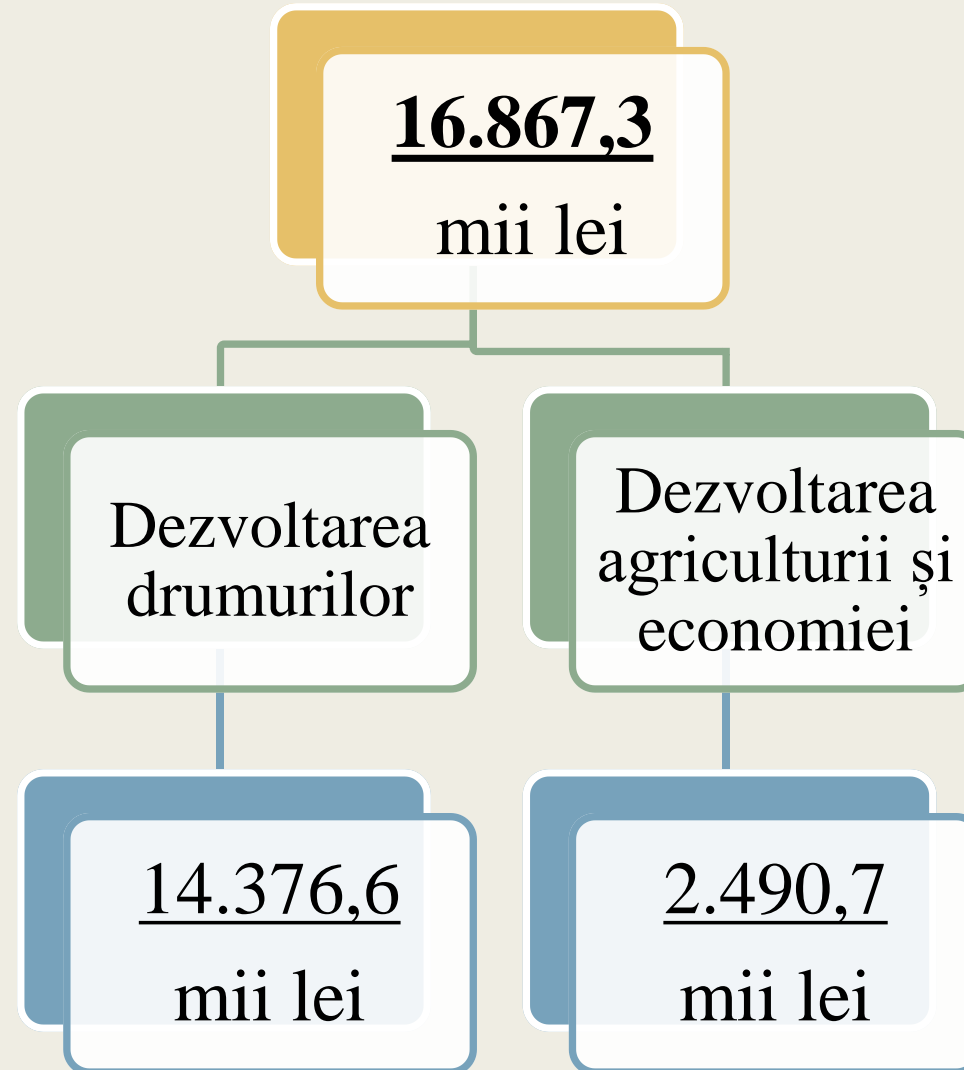 16.867,3
mii lei
Dezvoltarea
drumurilor
Dezvoltarea
agriculturii și
economiei
14.376,6
mii lei
2.490,7
mii lei